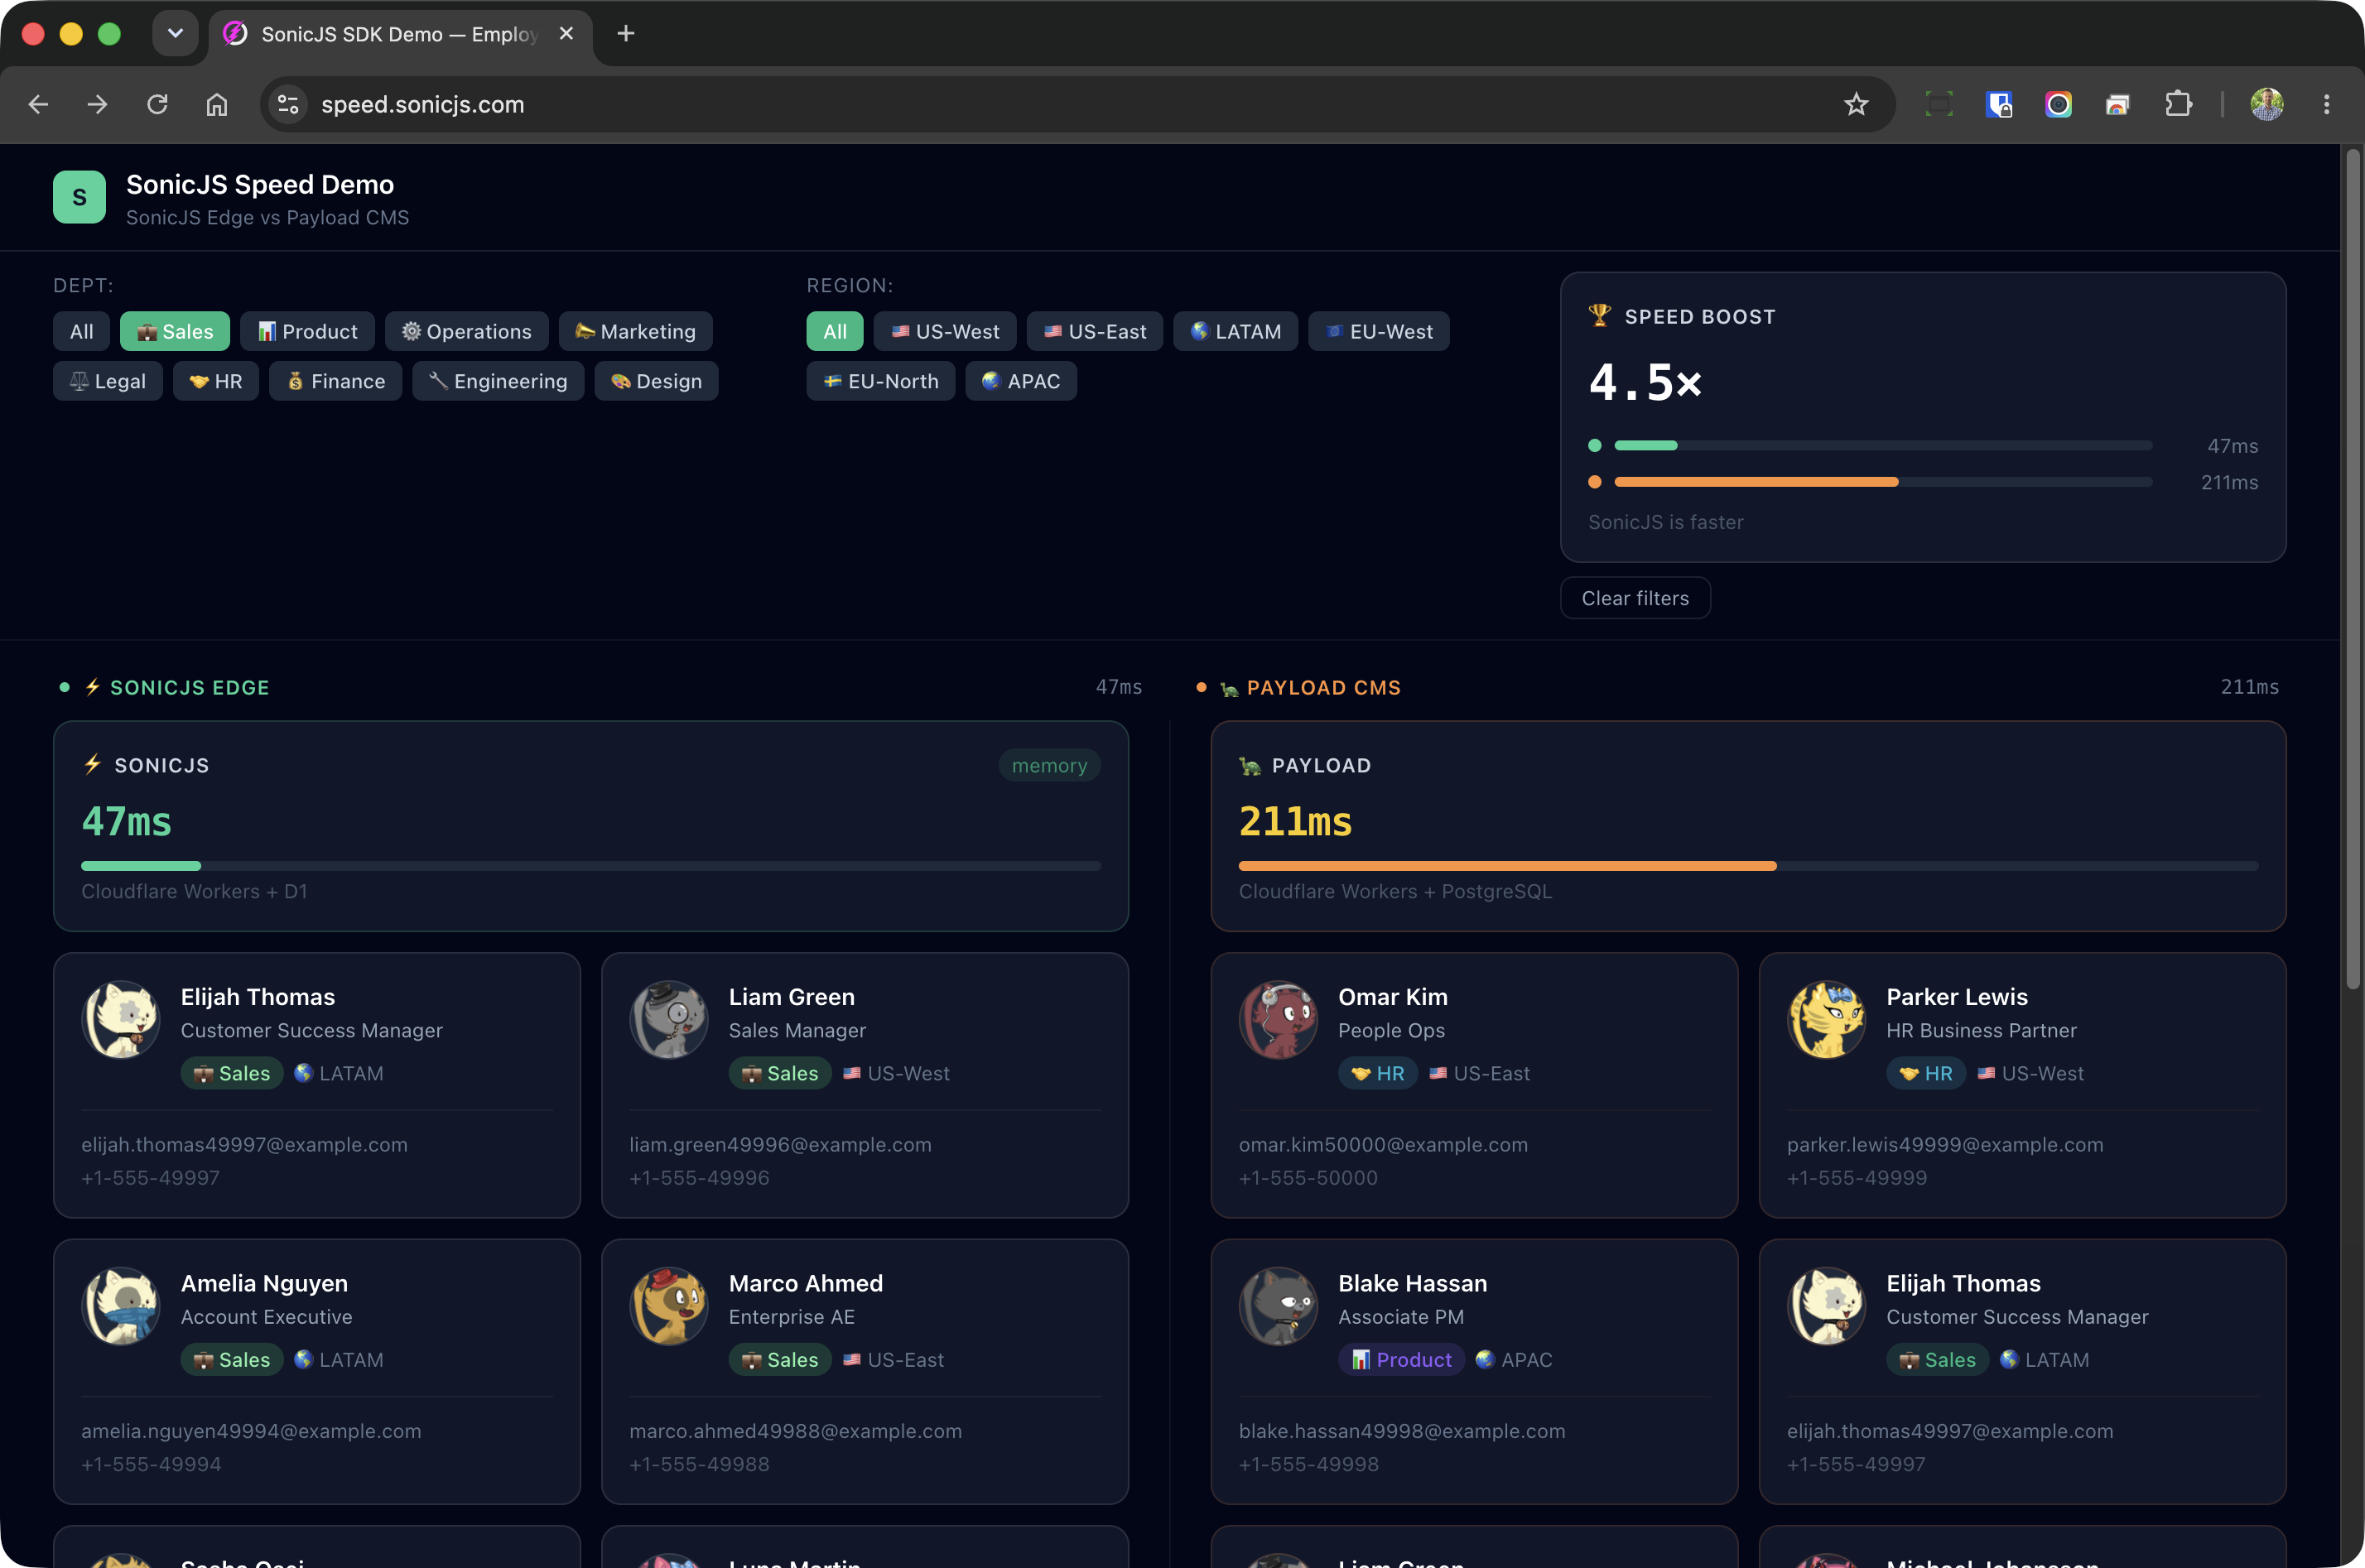 SonicJS SDK Demo — Employ
speed.sonicjs.com
S
SonicJS Speed Demo
SonicJS Edge vs Payload CMS
DEPT:
All Sales Product Operations Marketing
Legal HR Finance Engineering Design
REGION:
All US-West US-East LATAM EU-West
EU-North APAC
SPEED BOOST
4.5×
47ms
211ms
SonicJS is faster
Clear filters
SONICJS EDGE 47ms
SONICJS memory
47ms
Cloudflare Workers + D1
Elijah Thomas
Customer Success Manager
Sales LATAM
elijah.thomas49997@example.com
+1-555-49997
Liam Green
Sales Manager
Sales US-West
liam.green49996@example.com
+1-555-49996
Amelia Nguyen
Account Executive
Sales LATAM
amelia.nguyen49994@example.com
+1-555-49994
Marco Ahmed
Enterprise AE
Sales US-East
marco.ahmed49988@example.com
+1-555-49988
PAYLOAD CMS 211ms
PAYLOAD
211ms
Cloudflare Workers + PostgreSQL
Omar Kim
People Ops
HR US-East
omar.kim50000@example.com
+1-555-50000
Parker Lewis
HR Business Partner
HR US-West
parker.lewis49999@example.com
+1-555-49999
Blake Hassan
Associate PM
Product APAC
blake.hassan49998@example.com
+1-555-49998
Elijah Thomas
Customer Success Manager
Sales LATAM
elijah.thomas49997@example.com
+1-555-49997
Liam Green